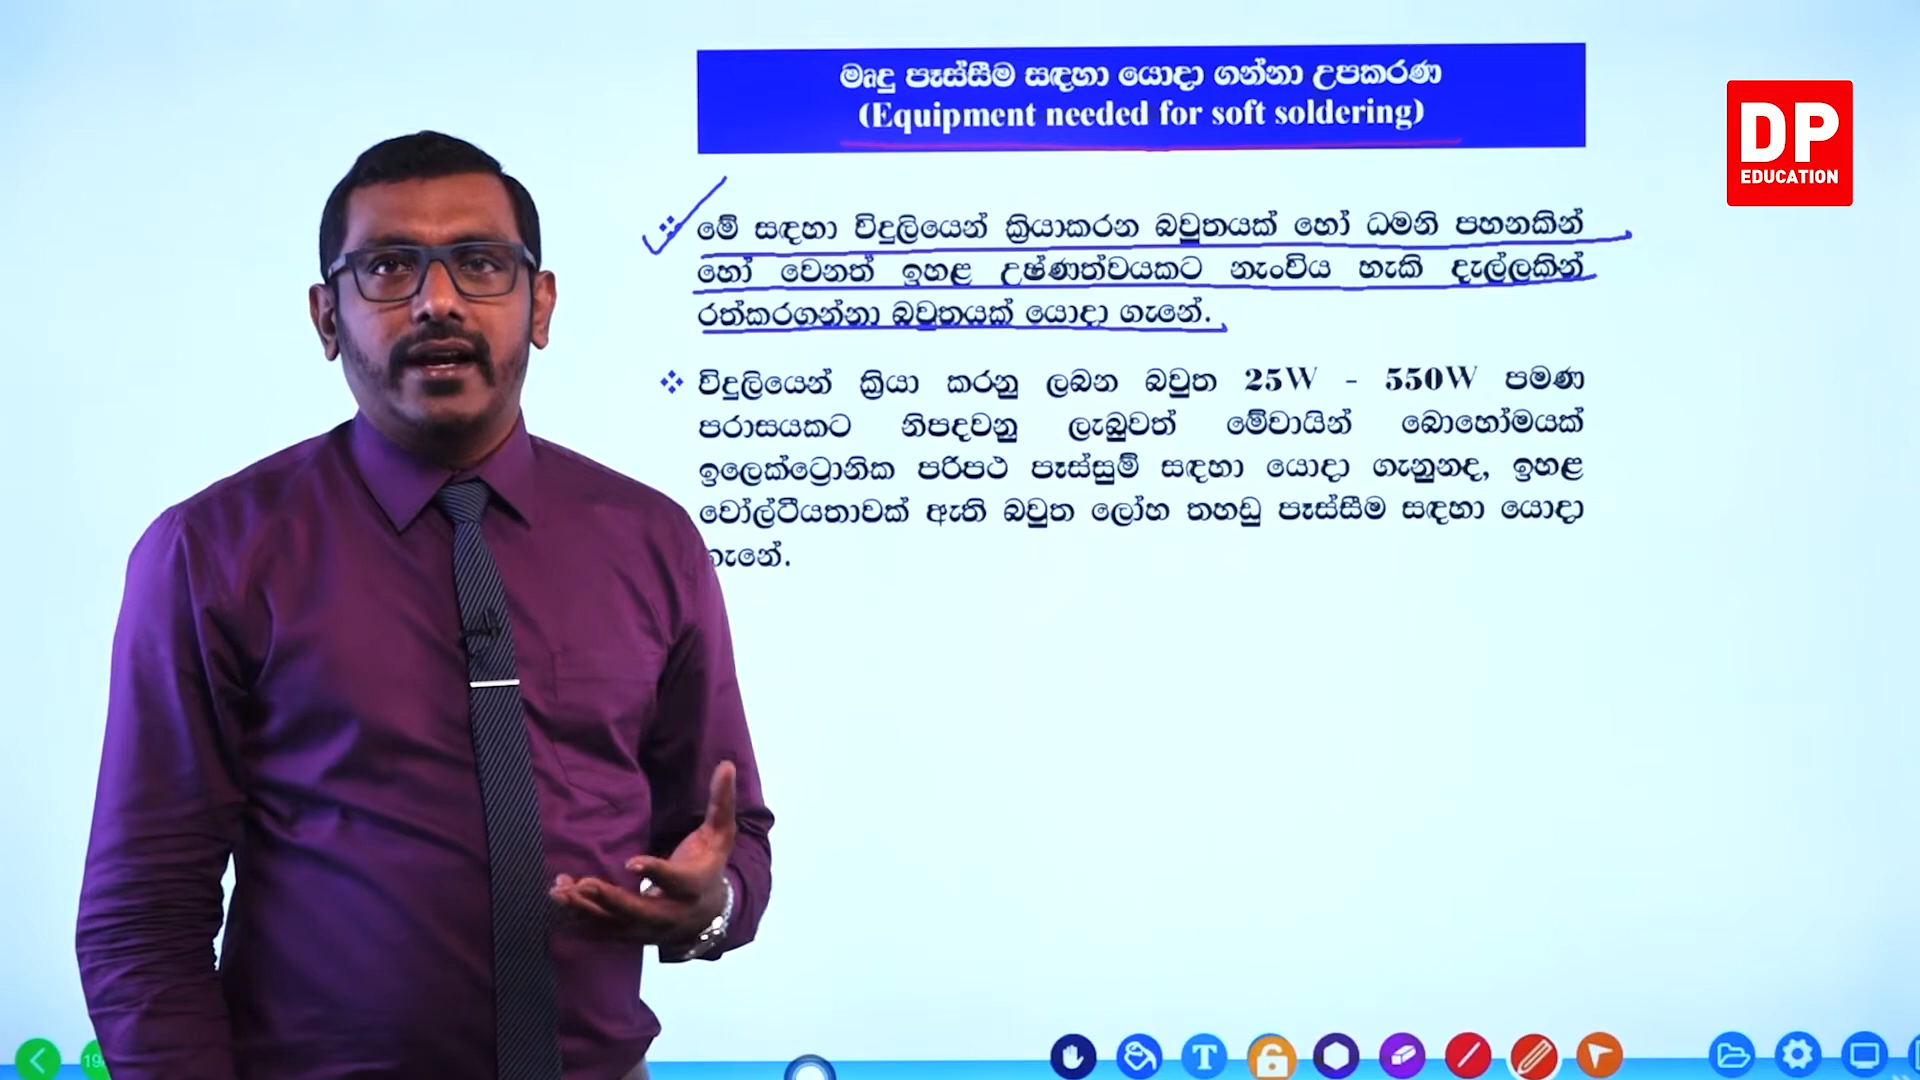 මෘදු පෑස්සීම සඳහා යොදා ගන්නා උපකරණ
(Equipment needed for soft soldering)
DP
EDUCATION
මේ සඳහා විදුලියෙන් ක්‍රියාකරන බවුතයක් හෝ ධමනි පහනකින්
හෝ වෙනත් ඉහළ උෂ්ණත්වයකට නැංවිය හැකි දැල්ලකින්
රත්කරගන්නා බවුතයක් යොදා ගැනේ.
විදුලියෙන් ක්‍රියා කරනු ලබන බවුත 25W - 550W පමණ
පරාසයකට නිපදවනු ලැබුවත් මේවායින් බොහෝමයක්
ඉලෙක්ට්‍රොනික පරිපථ පෑස්සුම් සඳහා යොදා ගැනුනද, ඉහළ
වෝල්ටීයතාවක් ඇති බවුත ලෝහ තහඩු පෑස්සීම සඳහා යොදා
ගැනේ.
T